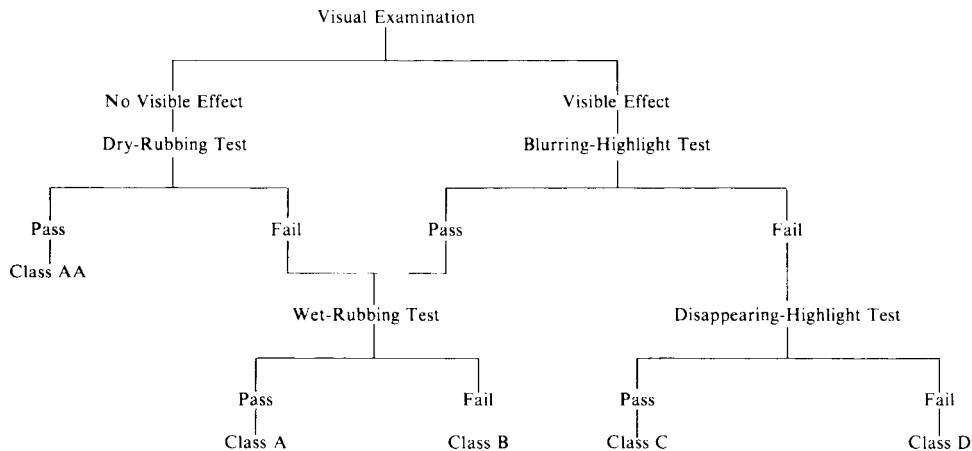 Visual Examination
No Visible Effect
Visible Effect
Dry-Rubbing Test
Blurring-Highlight Test
Pass
Fail
Pass
Fail
Class AA
Wet-Rubbing Test
Disappearing-Highlight Test
Pass
Fail
Pass
Fail
Class A
Class B
Class C
Class D